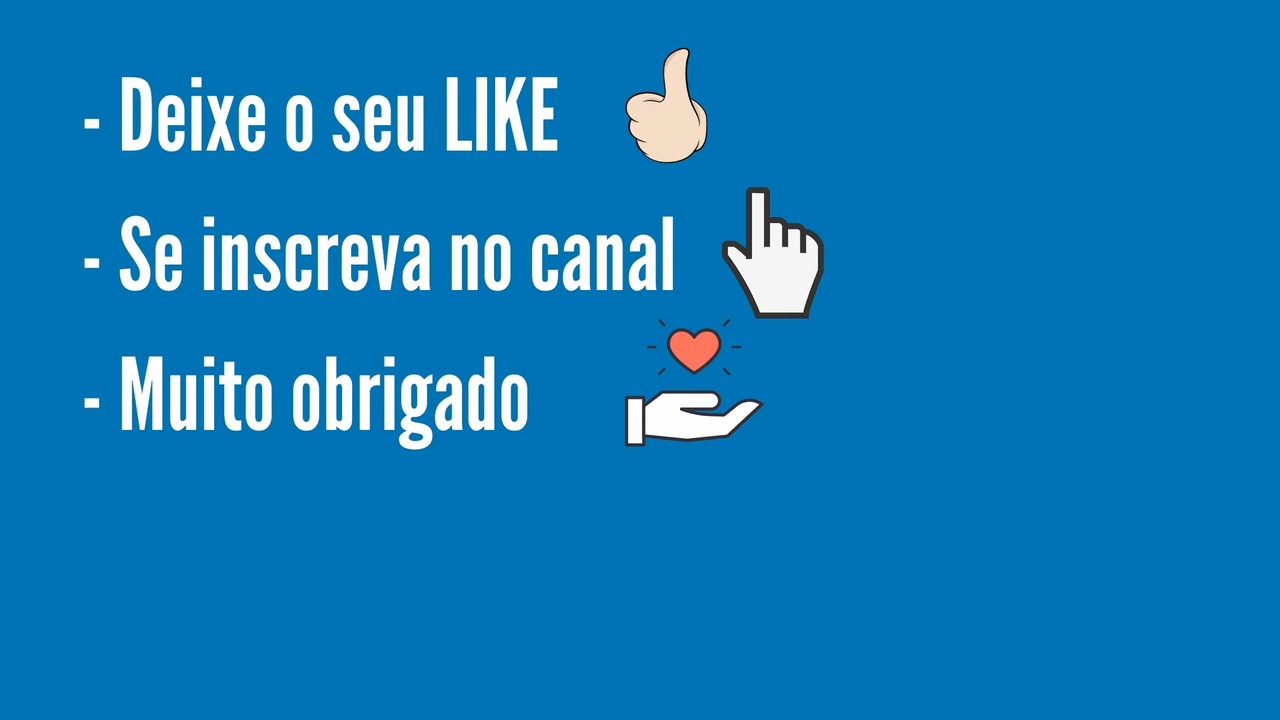 - Deixe o seu LIKE
- Se inscreva no canal
- Muito obrigado